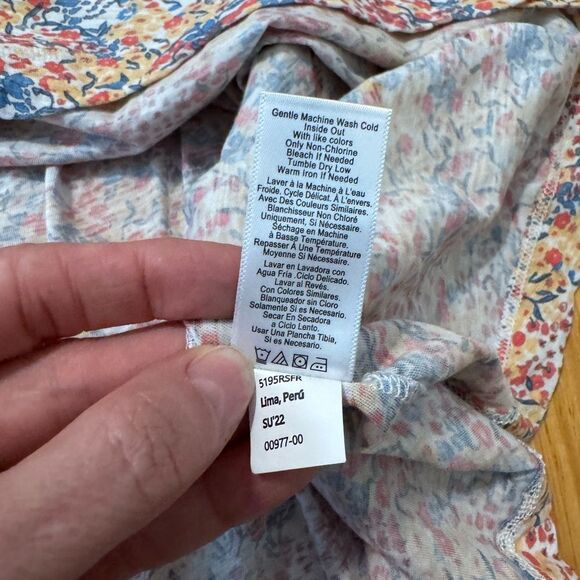 Gentle Machine Wash Cold
Inside Out
With like colors
Only Non-Chlorine
Bleach If Needed
Tumble Dry Low
Warm Iron If Needed
Laver à la Machine à L'eau
Froide. Cycle Délicat. À L'envers.
Avec Des Couleurs Similaires.
Blanchisseur Non Chloré
Uniquement, Si Nécessaire.
Séchage en Machine
à Basse Température.
Repasser À Une Température
Moyenne Si Nécessaire.
Lavar en Lavadora con
Agua Fría .Ciclo Delicado.
Lavar al Revés.
Con Colores Similares.
Blanqueador sin Cloro
Solamente Si es Necesario.
Secar En Secadora
a Ciclo Lento.
Usar Una Plancha Tibia,
Si es Necesario.
5195RSFR
Lima, Perú
SU'22
00977-00